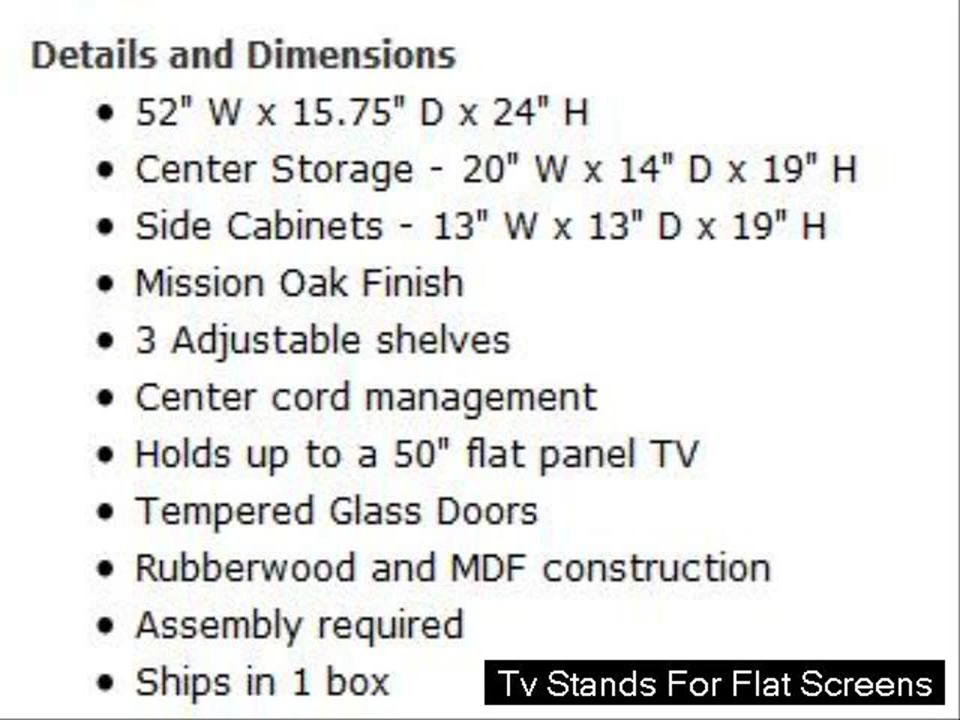 Details and Dimensions
• 52" W x 15.75" D x 24" H
• Center Storage - 20" W x 14" D x 19" H
• Side Cabinets - 13" W x 13" D x 19" H
• Mission Oak Finish
• 3 Adjustable shelves
• Center cord management
• Holds up to a 50" flat panel TV
• Tempered Glass Doors
• Rubberwood and MDF construction
• Assembly required
• Ships in 1 box
Tv Stands For Flat Screens